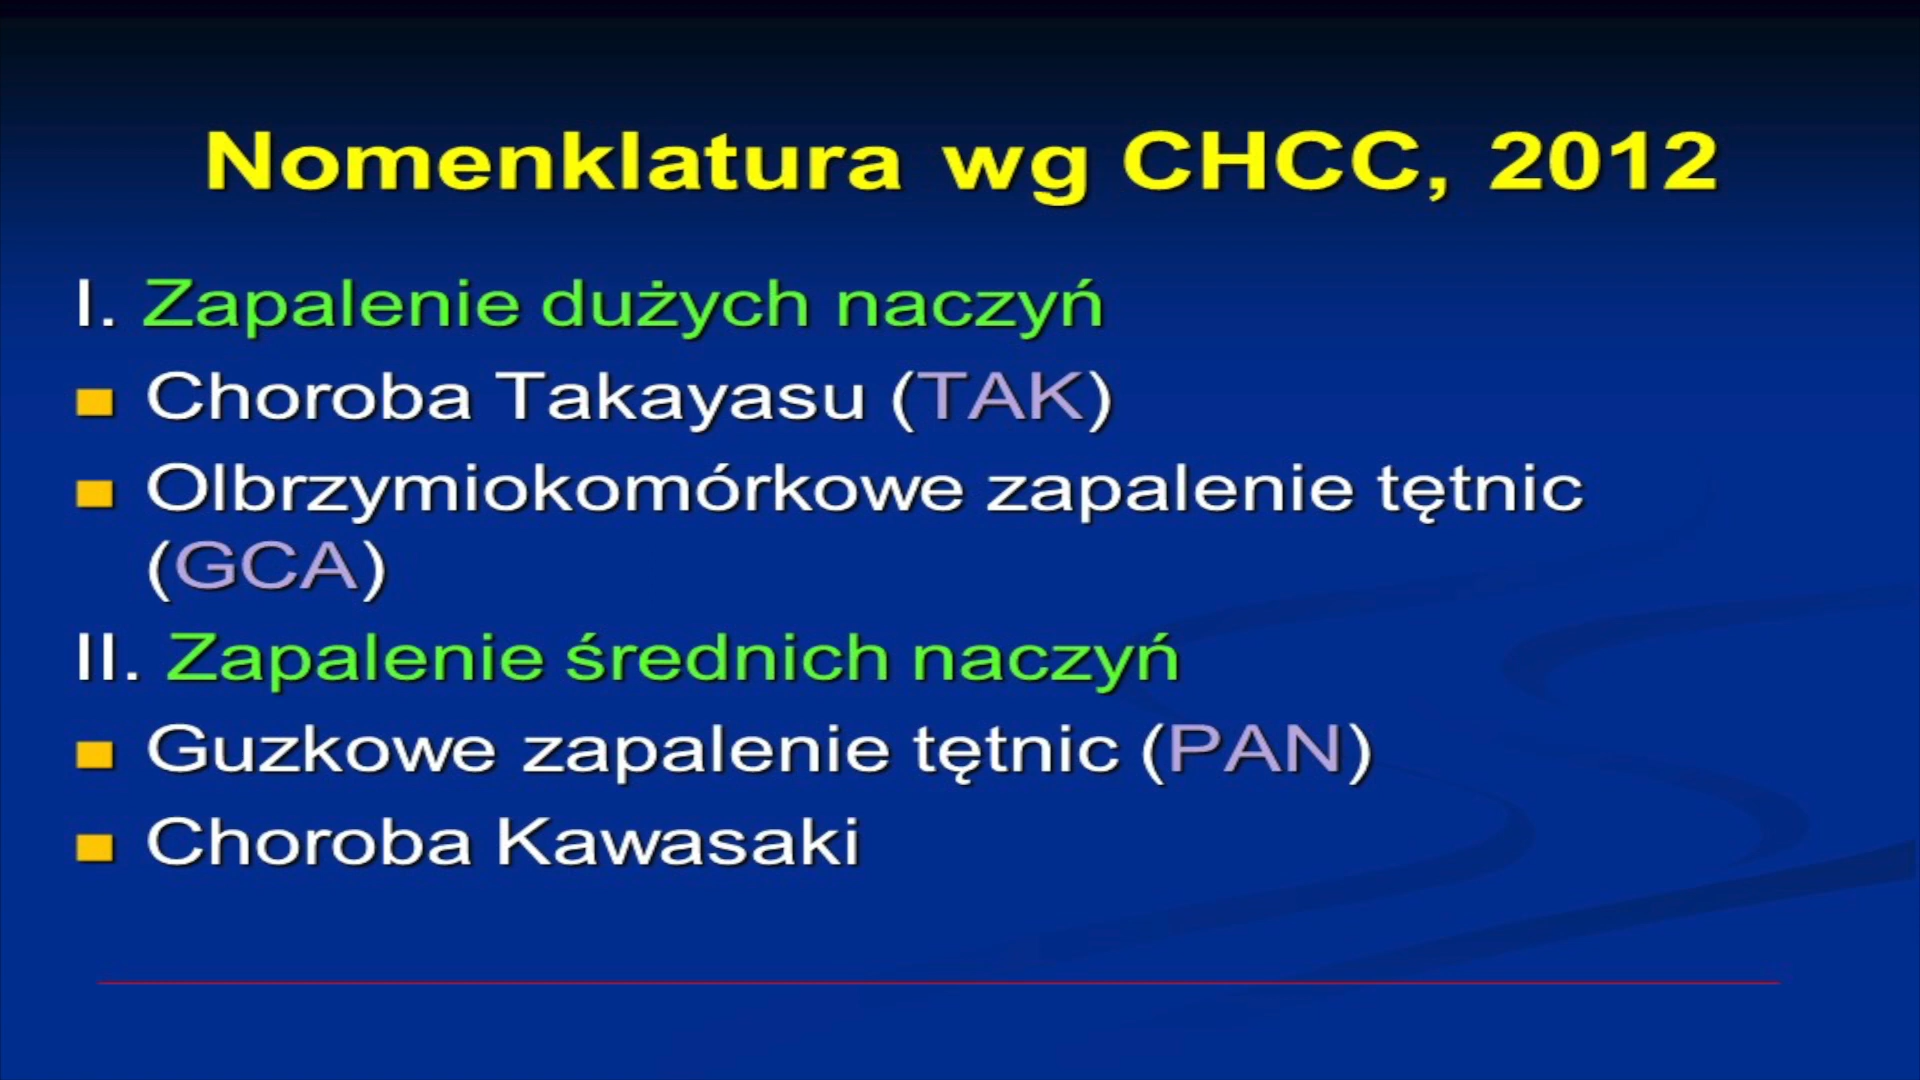 Nomenklatura wg CHCC, 2012
I. Zapalenie dużych naczyń
Choroba Takayasu (TAK)
Olbrzymiokomórkowe zapalenie tętnic
(GCA)
II. Zapalenie średnich naczyń
Guzkowe zapalenie tętnic (PAN)
Choroba Kawasaki